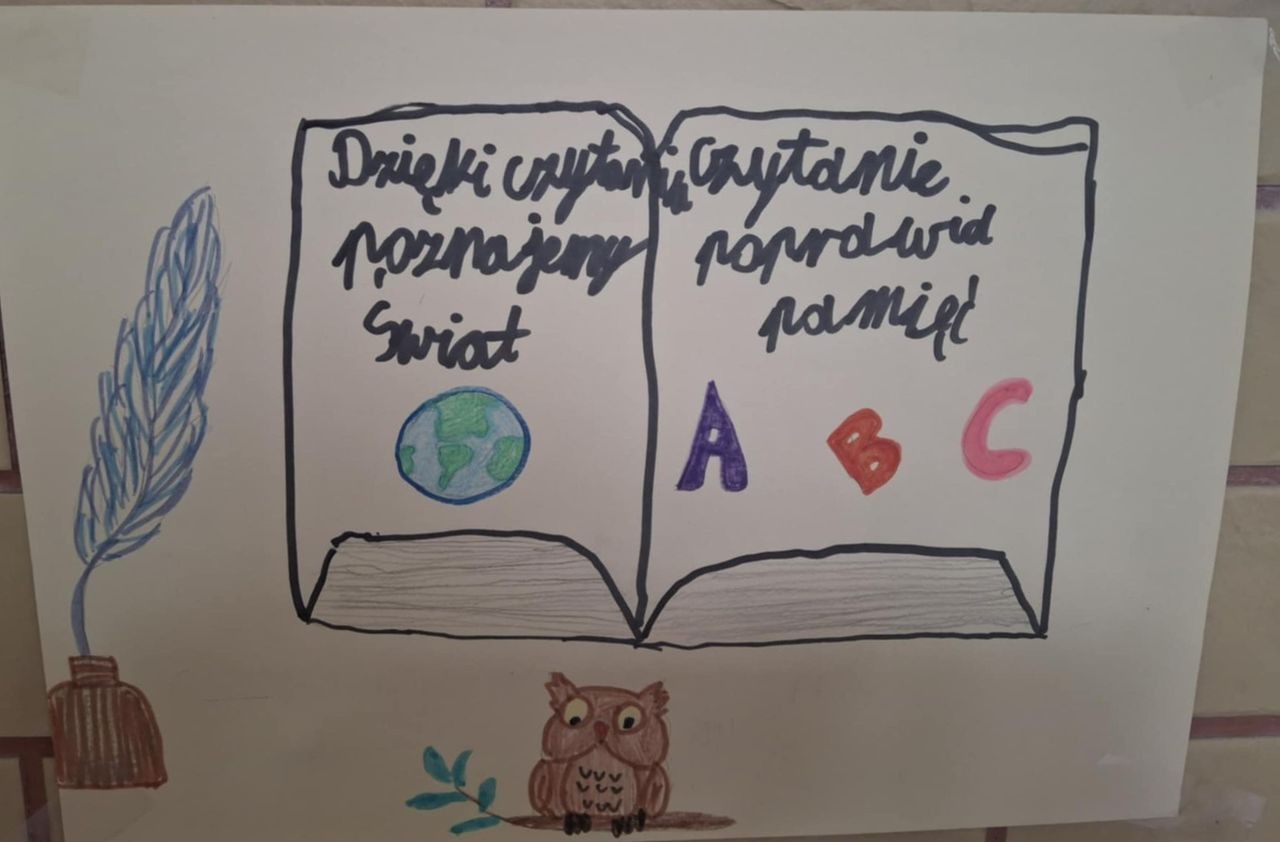 Dzięki czytaniu
poznajemy
Świat
Czytanie
poprawia
pamięć
A B C